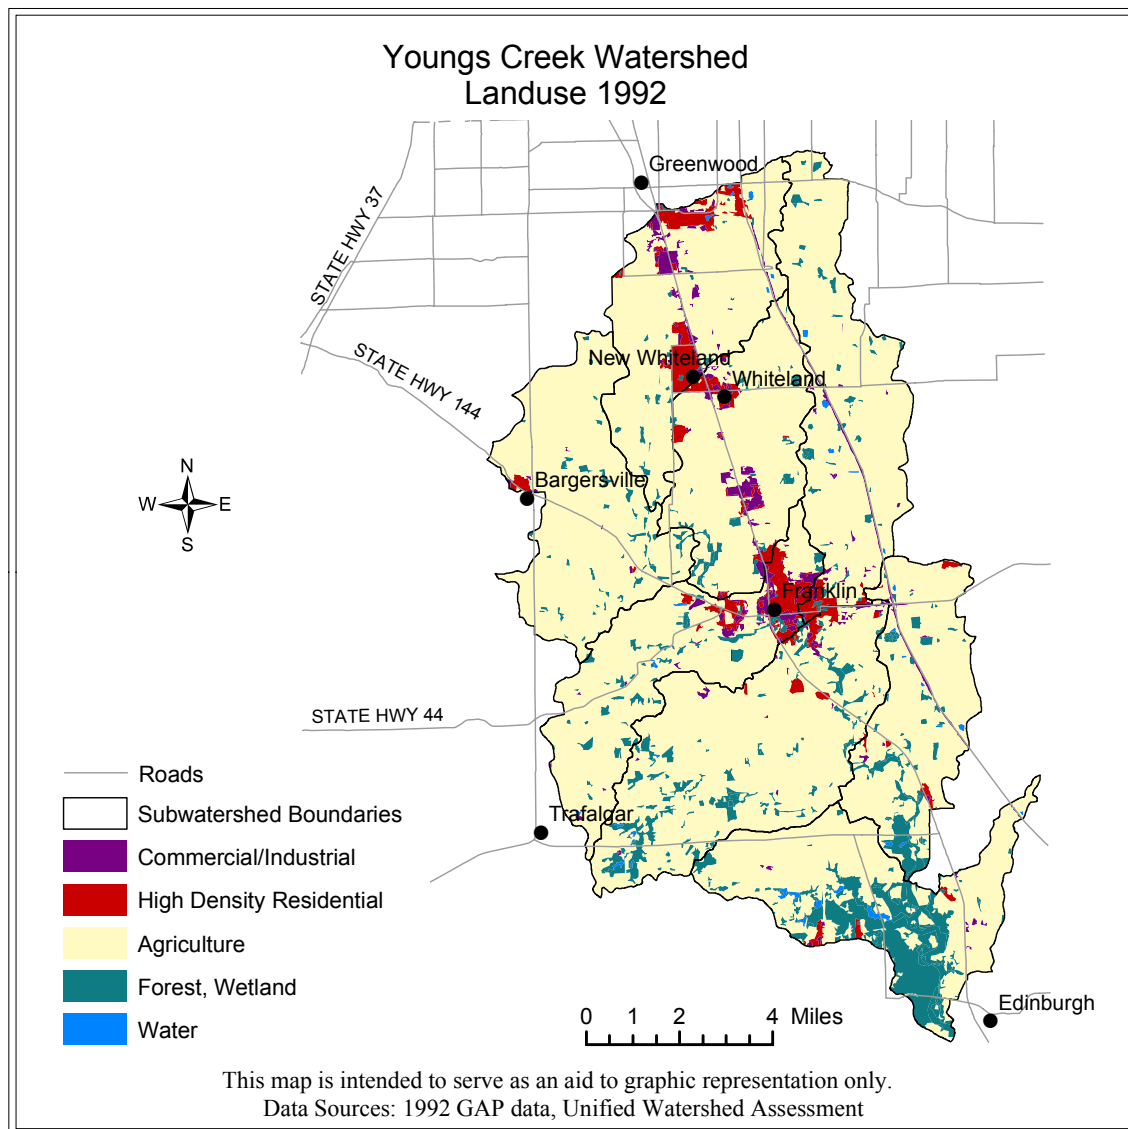 Youngs Creek Watershed
Landuse 1992
Greenwood
STATE HWY 37
STATE HWY 144
New Whiteland
Whiteland
Bargersville
N
W E
S
Franklin
STATE HWY 44
Roads
Subwatershed Boundaries
Trafalgar
Commercial/Industrial
High Density Residential
Agriculture
Forest, Wetland
Water
Edinburgh
0 1 2 4 Miles
This map is intended to serve as an aid to graphic representation only.
Data Sources: 1992 GAP data, Unified Watershed Assessment